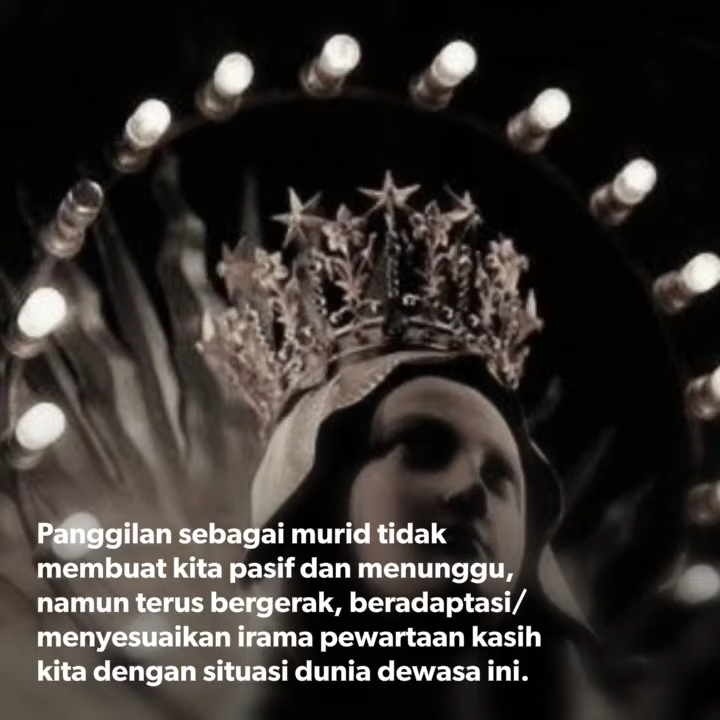 Panggilan sebagai murid tidak
membuat kita pasif dan menunggu,
namun terus bergerak, beradaptasi/
menyesuaikan irama pewartaan kasih
kita dengan situasi dunia dewasa ini.